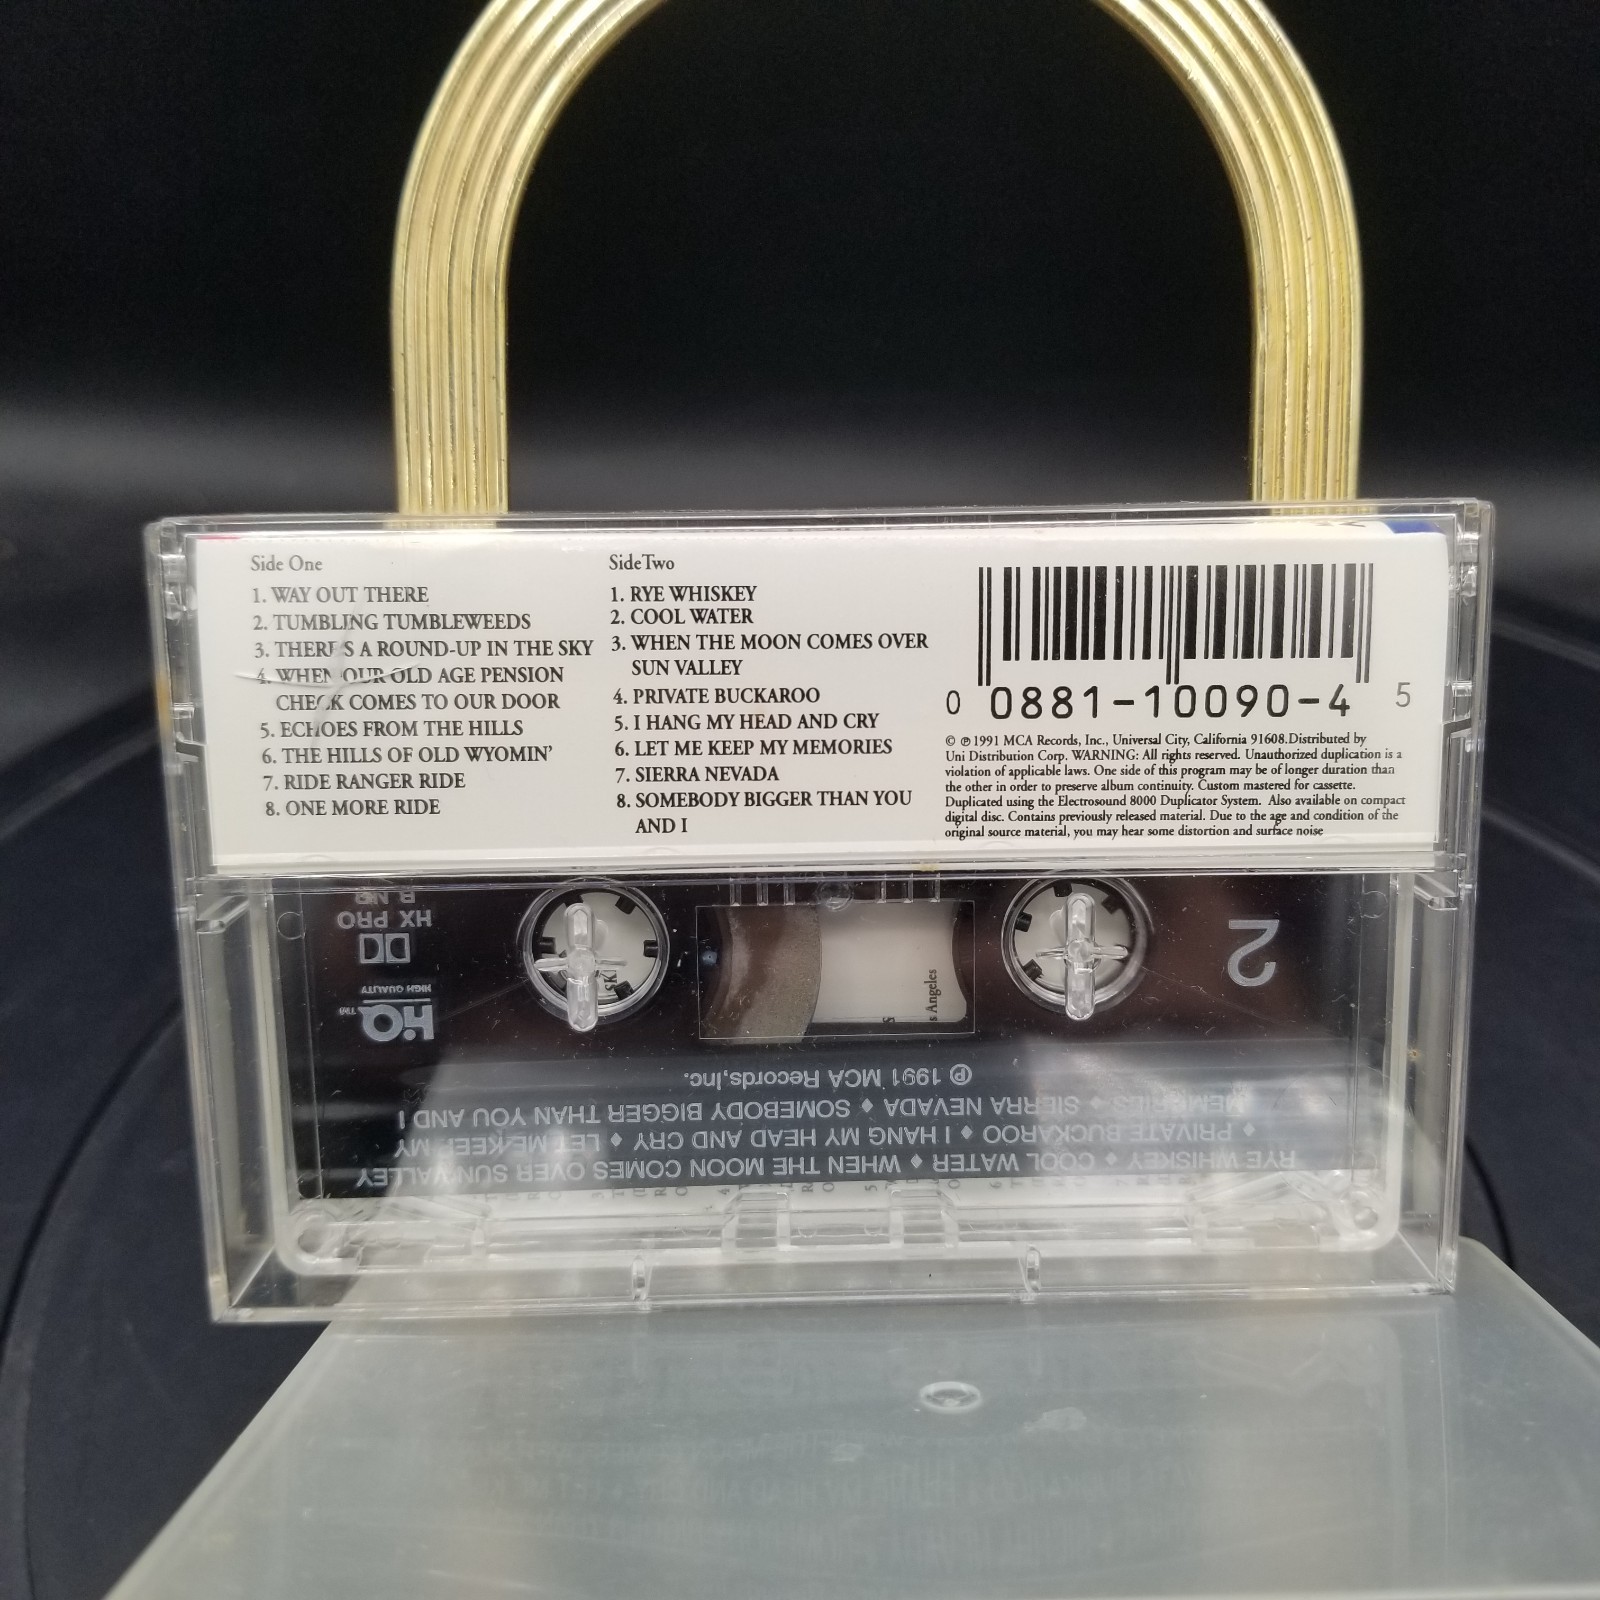 Side One
1. WAY OUT THERE
2. TUMBLING TUMBLEWEEDS
3. THERE'S A ROUND-UP IN THE SKY
4. WHEN OUR OLD AGE PENSION
CHECK COMES TO OUR DOOR
5. ECHOES FROM THE HILLS
6. THE HILLS OF OLD WYOMIN'
7. RIDE RANGER RIDE
8. ONE MORE RIDE
Side Two
1. RYE WHISKEY
2. COOL WATER
3. WHEN THE MOON COMES OVER
SUN VALLEY
4. PRIVATE BUCKAROO
5. I HANG MY HEAD AND CRY
6. LET ME KEEP MY MEMORIES
7. SIERRA NEVADA
8. SOMEBODY BIGGER THAN YOU
AND I
0 0881-10090-4 5
© ℗ 1991 MCA Records, Inc., Universal City, California 91608.Distributed by
Uni Distribution Corp. WARNING: All rights reserved. Unauthorized duplication is a
violation of applicable laws. One side of this program may be of longer duration than
the other in order to preserve album continuity. Custom mastered for cassette.
Duplicated using the Electrosound 8000 Duplicator System. Also available on compact
digital disc. Contains previously released material. Due to the age and condition of the
original source material, you may hear some distortion and surface noise
RYE WHISKEY ♦ COOL WATER ♦ WHEN THE MOON COMES OVER SUN VALLEY
♦ PRIVATE BUCKAROO ♦ I HANG MY HEAD AND CRY ♦ LET ME KEEP MY
MEMORIES ♦ SIERRA NEVADA ♦ SOMEBODY BIGGER THAN YOU AND I
℗ 1991 MCA Records,Inc.
2
HiQ TM
HIGH QUALITY
HX PRO
B NR
s Angeles